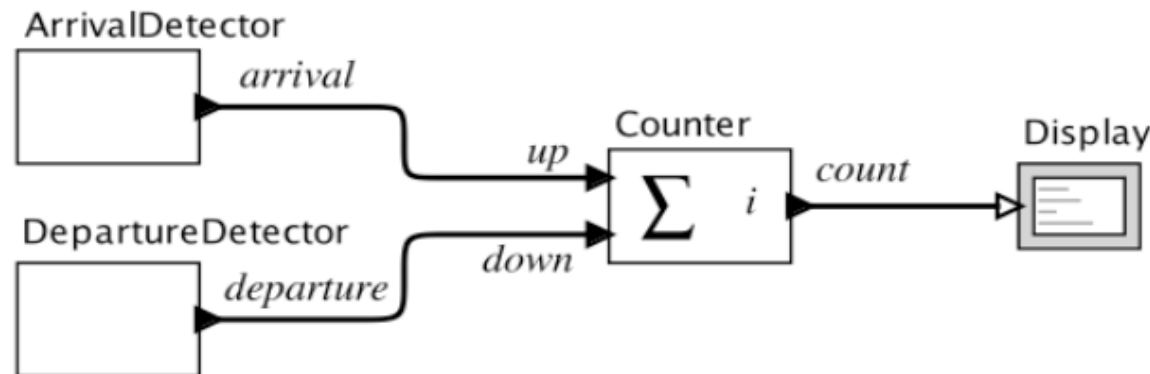 ArrivalDetector
arrival
Counter
Display
up
Σ
i
count
DepartureDetector
down
departure